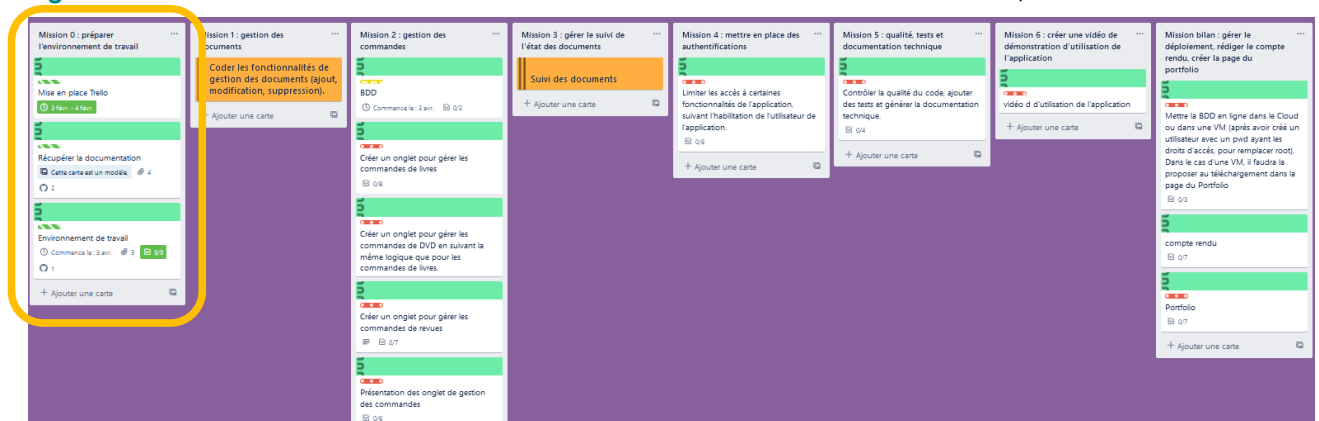 Mission 0 : préparer
l'environnement de travail
Mise en place Trello
3 févr. - 4 févr.
Récupérer la documentation
Cette carte est un modèle.
4
2
Environnement de travail
Commence le : 3 avr.
3
9/9
1
+ Ajouter une carte
Mission 1 : gestion des
documents
Coder les fonctionnalités de
gestion des documents (ajout,
modification, suppression).
+ Ajouter une carte
Mission 2 : gestion des
commandes
BDD
Commence le : 3 avr.
0/2
Créer un onglet pour gérer les
commandes de livres
0/8
Créer un onglet pour gérer les
commandes de DVD en suivant la
même logique que pour les
commandes de livres.
Créer un onglet pour gérer les
commandes de revues
0/7
Présentation des onglet de gestion
des commandes
0/6
Mission 3 : gérer le suivi de
l'état des documents
Suivi des documents
+ Ajouter une carte
Mission 4 : mettre en place des
authentifications
Limiter les accès à certaines
fonctionnalités de l'application,
suivant l'habilitation de l'utilisateur de
l'application.
0/6
+ Ajouter une carte
Mission 5 : qualité, tests et
documentation technique
Contrôler la qualité du code, ajouter
des tests et générer la documentation
technique.
0/4
+ Ajouter une carte
Mission 6 : créer une vidéo de
démonstration d'utilisation de
l'application
vidéo d d'utilisation de l'application
+ Ajouter une carte
Mission bilan : gérer le
déploiement, rédiger le compte
rendu, créer la page du
portfolio
Mettre la BDD en ligne dans le Cloud
ou dans une VM (après avoir créé un
utilisateur avec un pwd ayant les
droits d'accès, pour remplacer root).
Dans le cas d'une VM, il faudra la
proposer au téléchargement dans la
page du Portfolio
0/3
compte rendu
0/7
Portfolio
0/7
+ Ajouter une carte